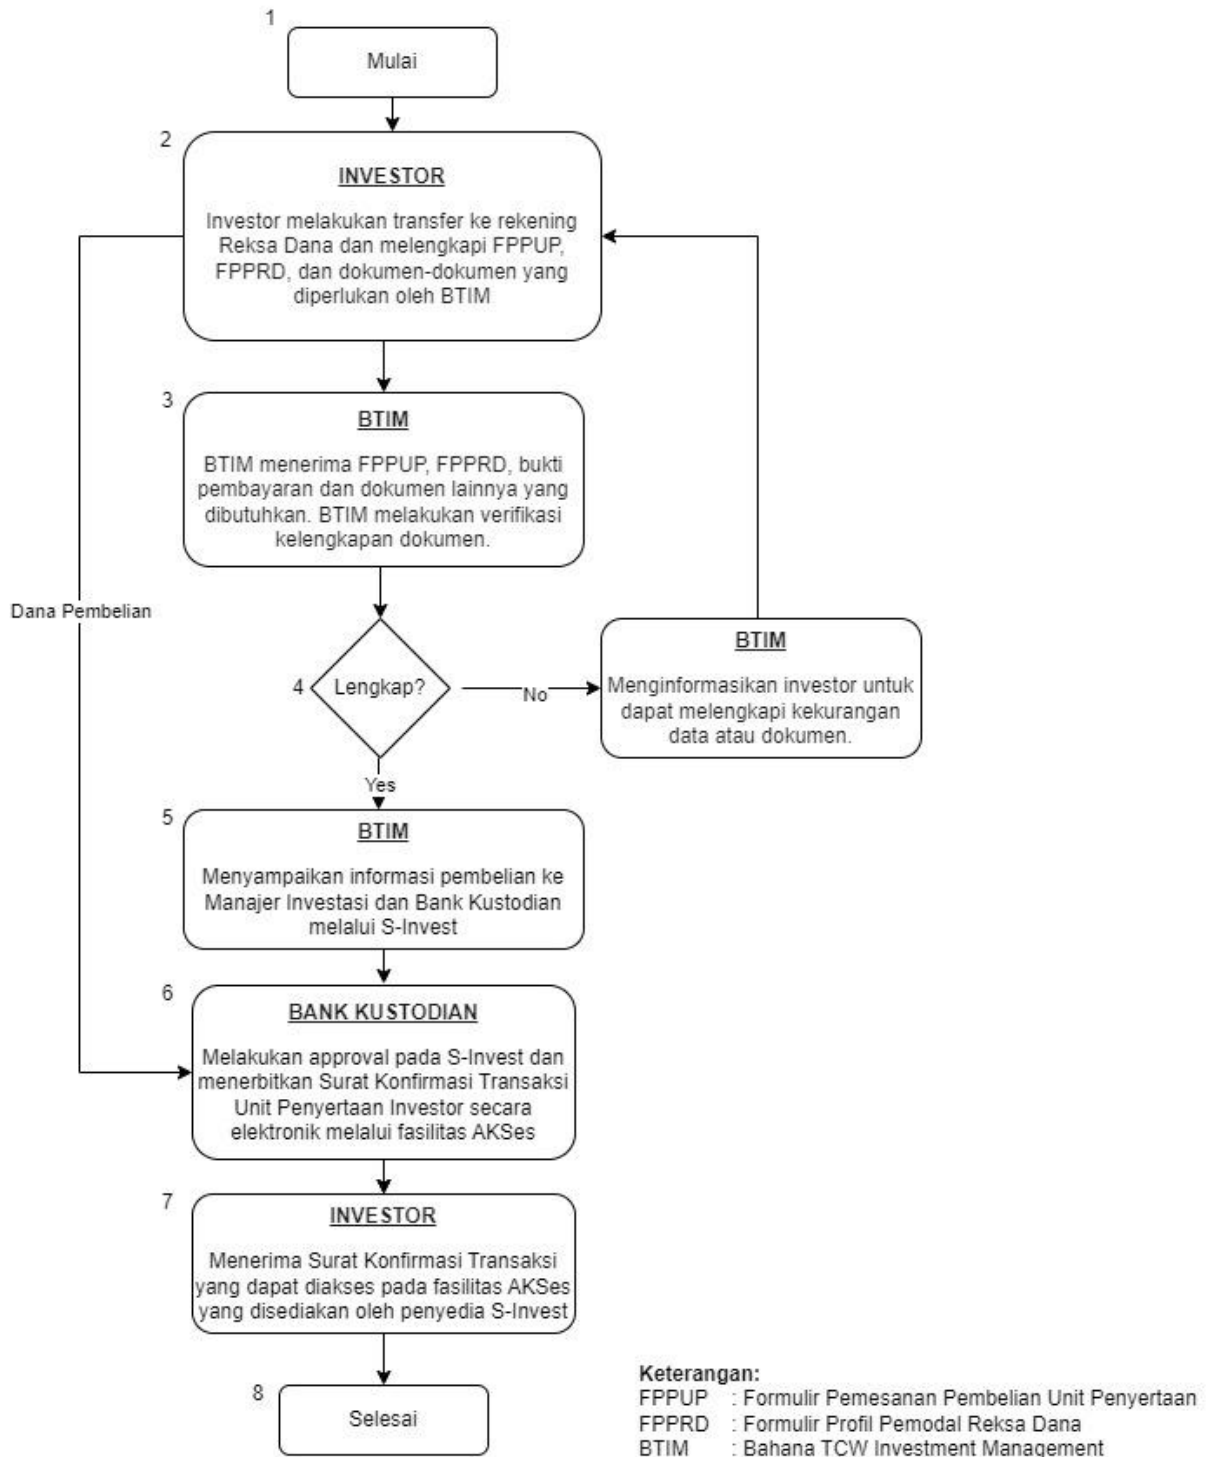 1
Mulai
2
INVESTOR
Investor melakukan transfer ke rekening
Reksa Dana dan melengkapi FPPUP,
FPPRD, dan dokumen-dokumen yang
diperlukan oleh BTIM
3
BTIM
BTIM menerima FPPUP, FPPRD, bukti
pembayaran dan dokumen lainnya yang
dibutuhkan. BTIM melakukan verifikasi
kelengkapan dokumen.
Dana Pembelian
4
Lengkap?
No
BTIM
Menginformasikan investor untuk
dapat melengkapi kekurangan
data atau dokumen.
Yes
5
BTIM
Menyampaikan informasi pembelian ke
Manajer Investasi dan Bank Kustodian
melalui S-Invest
6
BANK KUSTODIAN
Melakukan approval pada S-Invest dan
menerbitkan Surat Konfirmasi Transaksi
Unit Penyertaan Investor secara
elektronik melalui fasilitas AKSes
7
INVESTOR
Menerima Surat Konfirmasi Transaksi
yang dapat diakses pada fasilitas AKSes
yang disediakan oleh penyedia S-Invest
8
Selesai
Keterangan:
FPPUP : Formulir Pemesanan Pembelian Unit Penyertaan
FPPRD : Formulir Profil Pemodal Reksa Dana
BTIM : Bahana TCW Investment Management